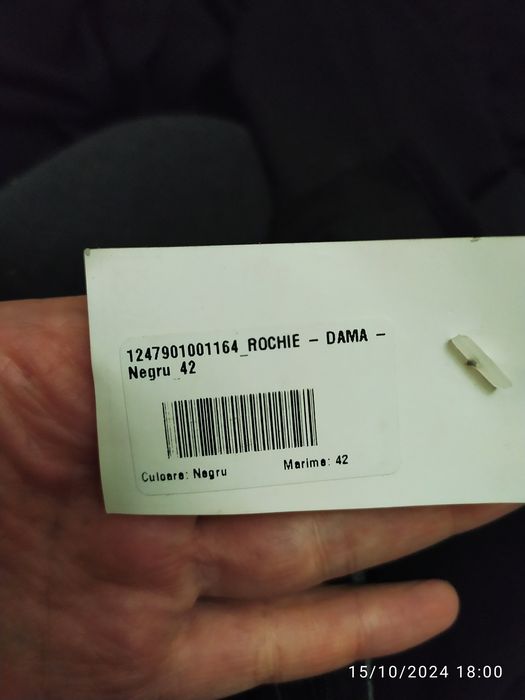 1247901001164_ROCHIE - DAMA -
Negru_42
Culoare: Negru Marime: 42
15/10/2024 18:00